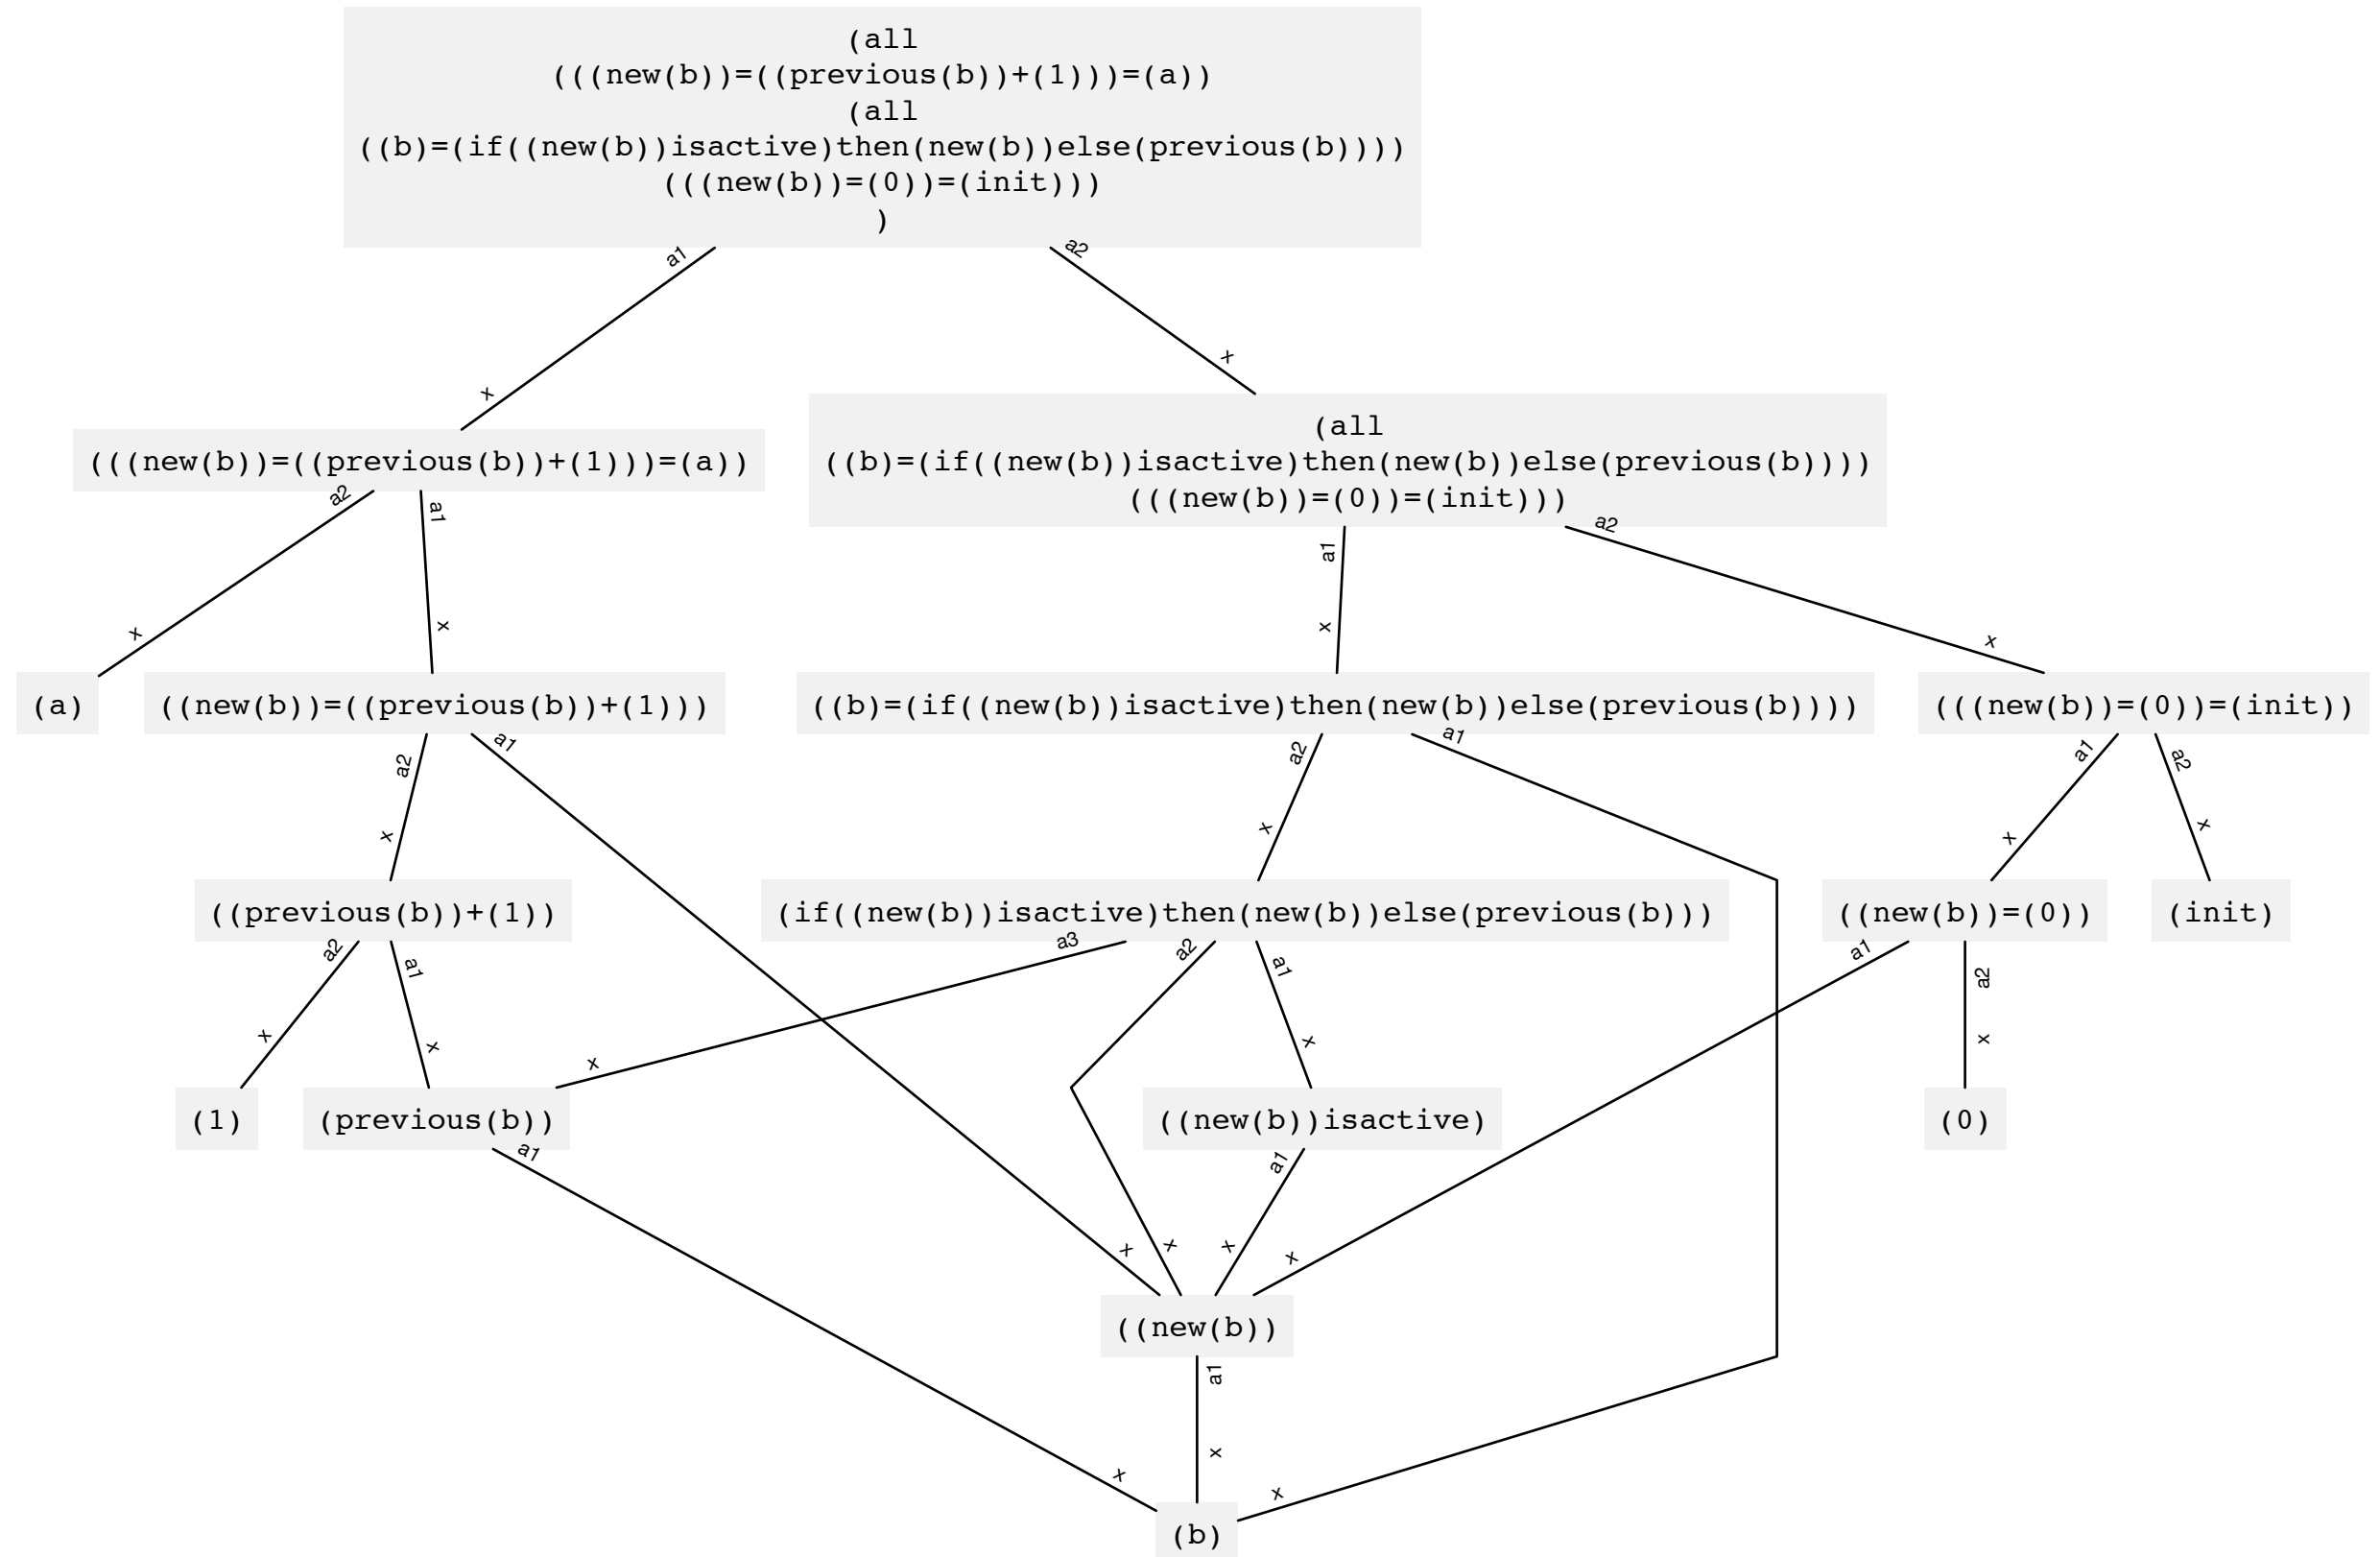 (all
(((new(b))=((previous(b))+(1)))=(a))
(all
((b)=(if((new(b))isactive)then(new(b))else(previous(b))))
(((new(b))=(0))=(init)))
)
a1
a2
x
x
(((new(b))=((previous(b))+(1)))=(a))
(all
((b)=(if((new(b))isactive)then(new(b))else(previous(b))))
(((new(b))=(0))=(init)))
a2
a1
a1
a2
x
x
x
x
(a)
((new(b))=((previous(b))+(1)))
((b)=(if((new(b))isactive)then(new(b))else(previous(b))))
(((new(b))=(0))=(init))
a2
a1
a2
a1
a1
a2
x
x
x
x
((previous(b))+(1))
(if((new(b))isactive)then(new(b))else(previous(b)))
((new(b))=(0))
(init)
a2
a1
a3
a2
a1
a1
a2
x
x
x
x
x
(1)
(previous(b))
((new(b))isactive)
(0)
a1
a1
x
x
x
x
((new(b))
a1
x
x
x
(b)